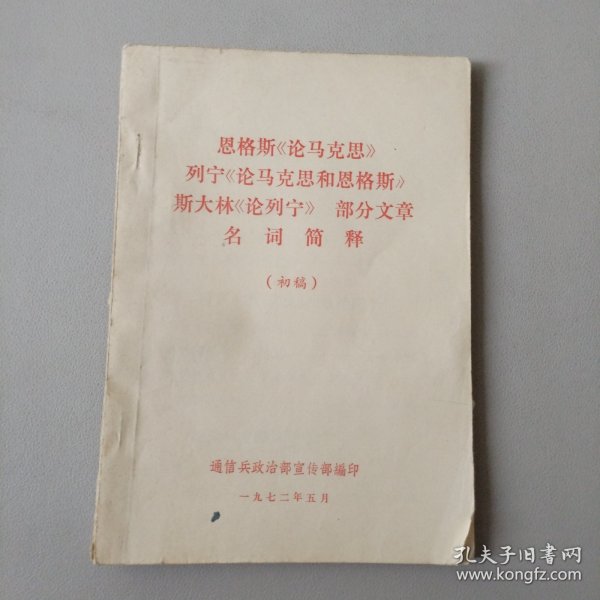 恩格斯《论马克思》
列宁《论马克思和恩格斯》
斯大林《论列宁》 部分文章
名词简释
(初稿)
通信兵政治部宣传部编印
一九七二年五月
孔夫子旧书网
www.kongfz.com